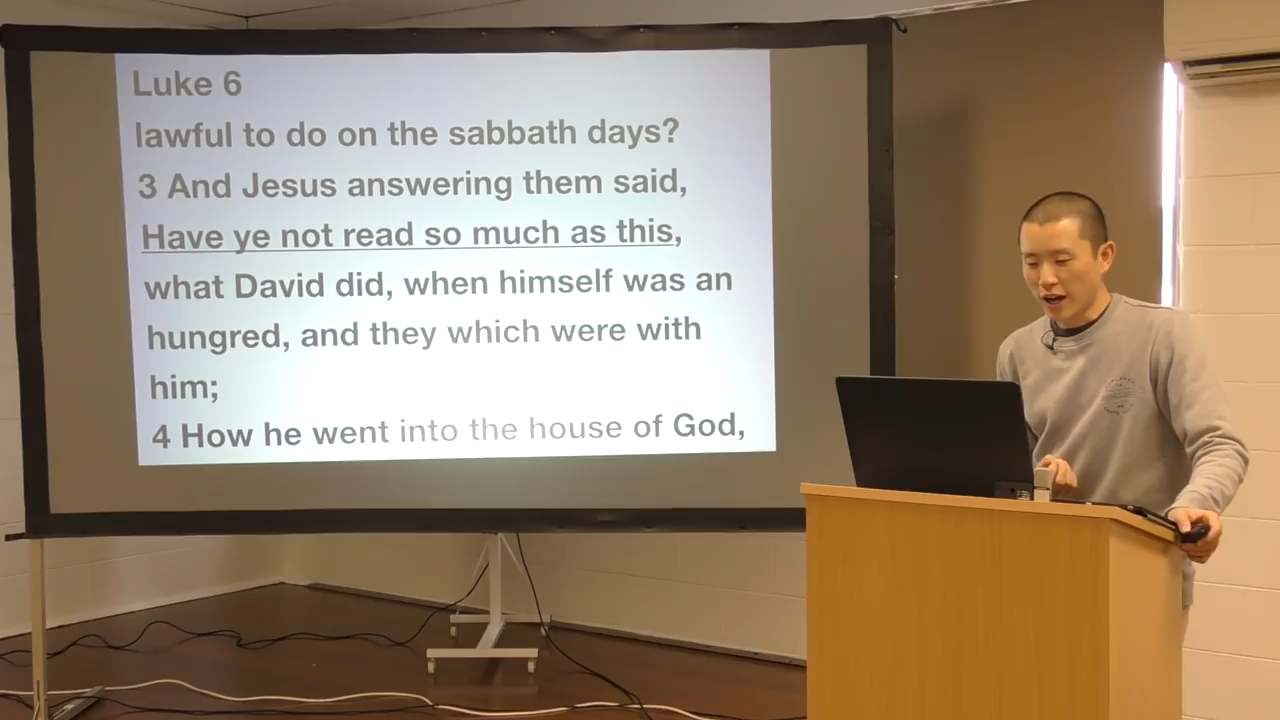 Luke 6
lawful to do on the sabbath days?
3 And Jesus answering them said,
Have ye not read so much as this,
what David did, when himself was an
hungred, and they which were with
him;
4 How he went into the house of God,